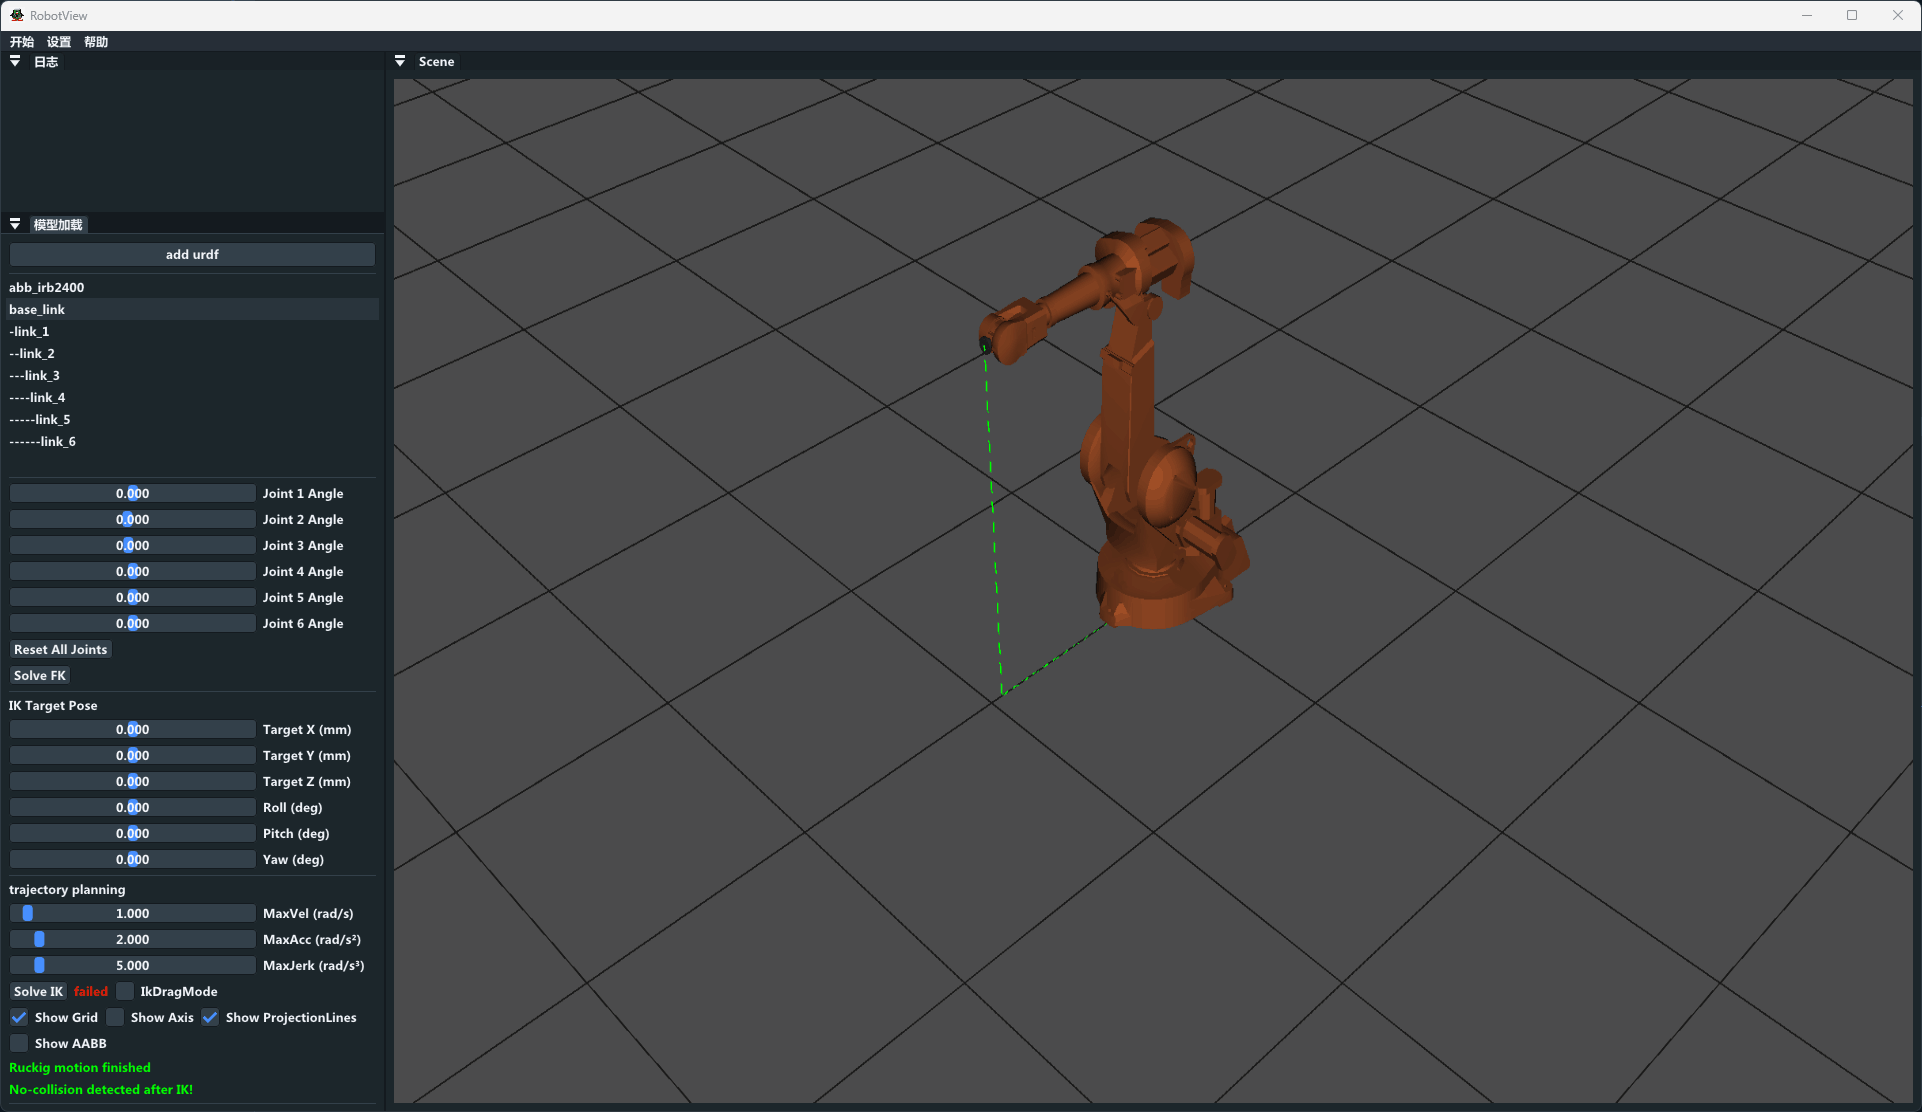 RobotView
开始 设置 帮助
日志
Scene
模型加载
add urdf
abb_irb2400
base_link
-link_1
--link_2
---link_3
----link_4
-----link_5
------link_6
0.000 Joint 1 Angle
0.000 Joint 2 Angle
0.000 Joint 3 Angle
0.000 Joint 4 Angle
0.000 Joint 5 Angle
0.000 Joint 6 Angle
Reset All Joints
Solve FK
IK Target Pose
0.000 Target X (mm)
0.000 Target Y (mm)
0.000 Target Z (mm)
0.000 Roll (deg)
0.000 Pitch (deg)
0.000 Yaw (deg)
trajectory planning
1.000 MaxVel (rad/s)
2.000 MaxAcc (rad/s²)
5.000 MaxJerk (rad/s³)
Solve IK failed IkDragMode
Show Grid Show Axis Show ProjectionLines
Show AABB
Ruckig motion finished
No-collision detected after IK!